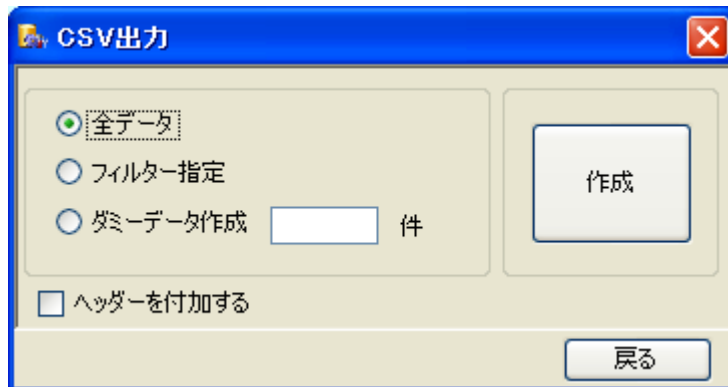 CSV出力
全データ
フィルター指定
ダミーデータ作成 件
作成
ヘッダーを付加する
戻る